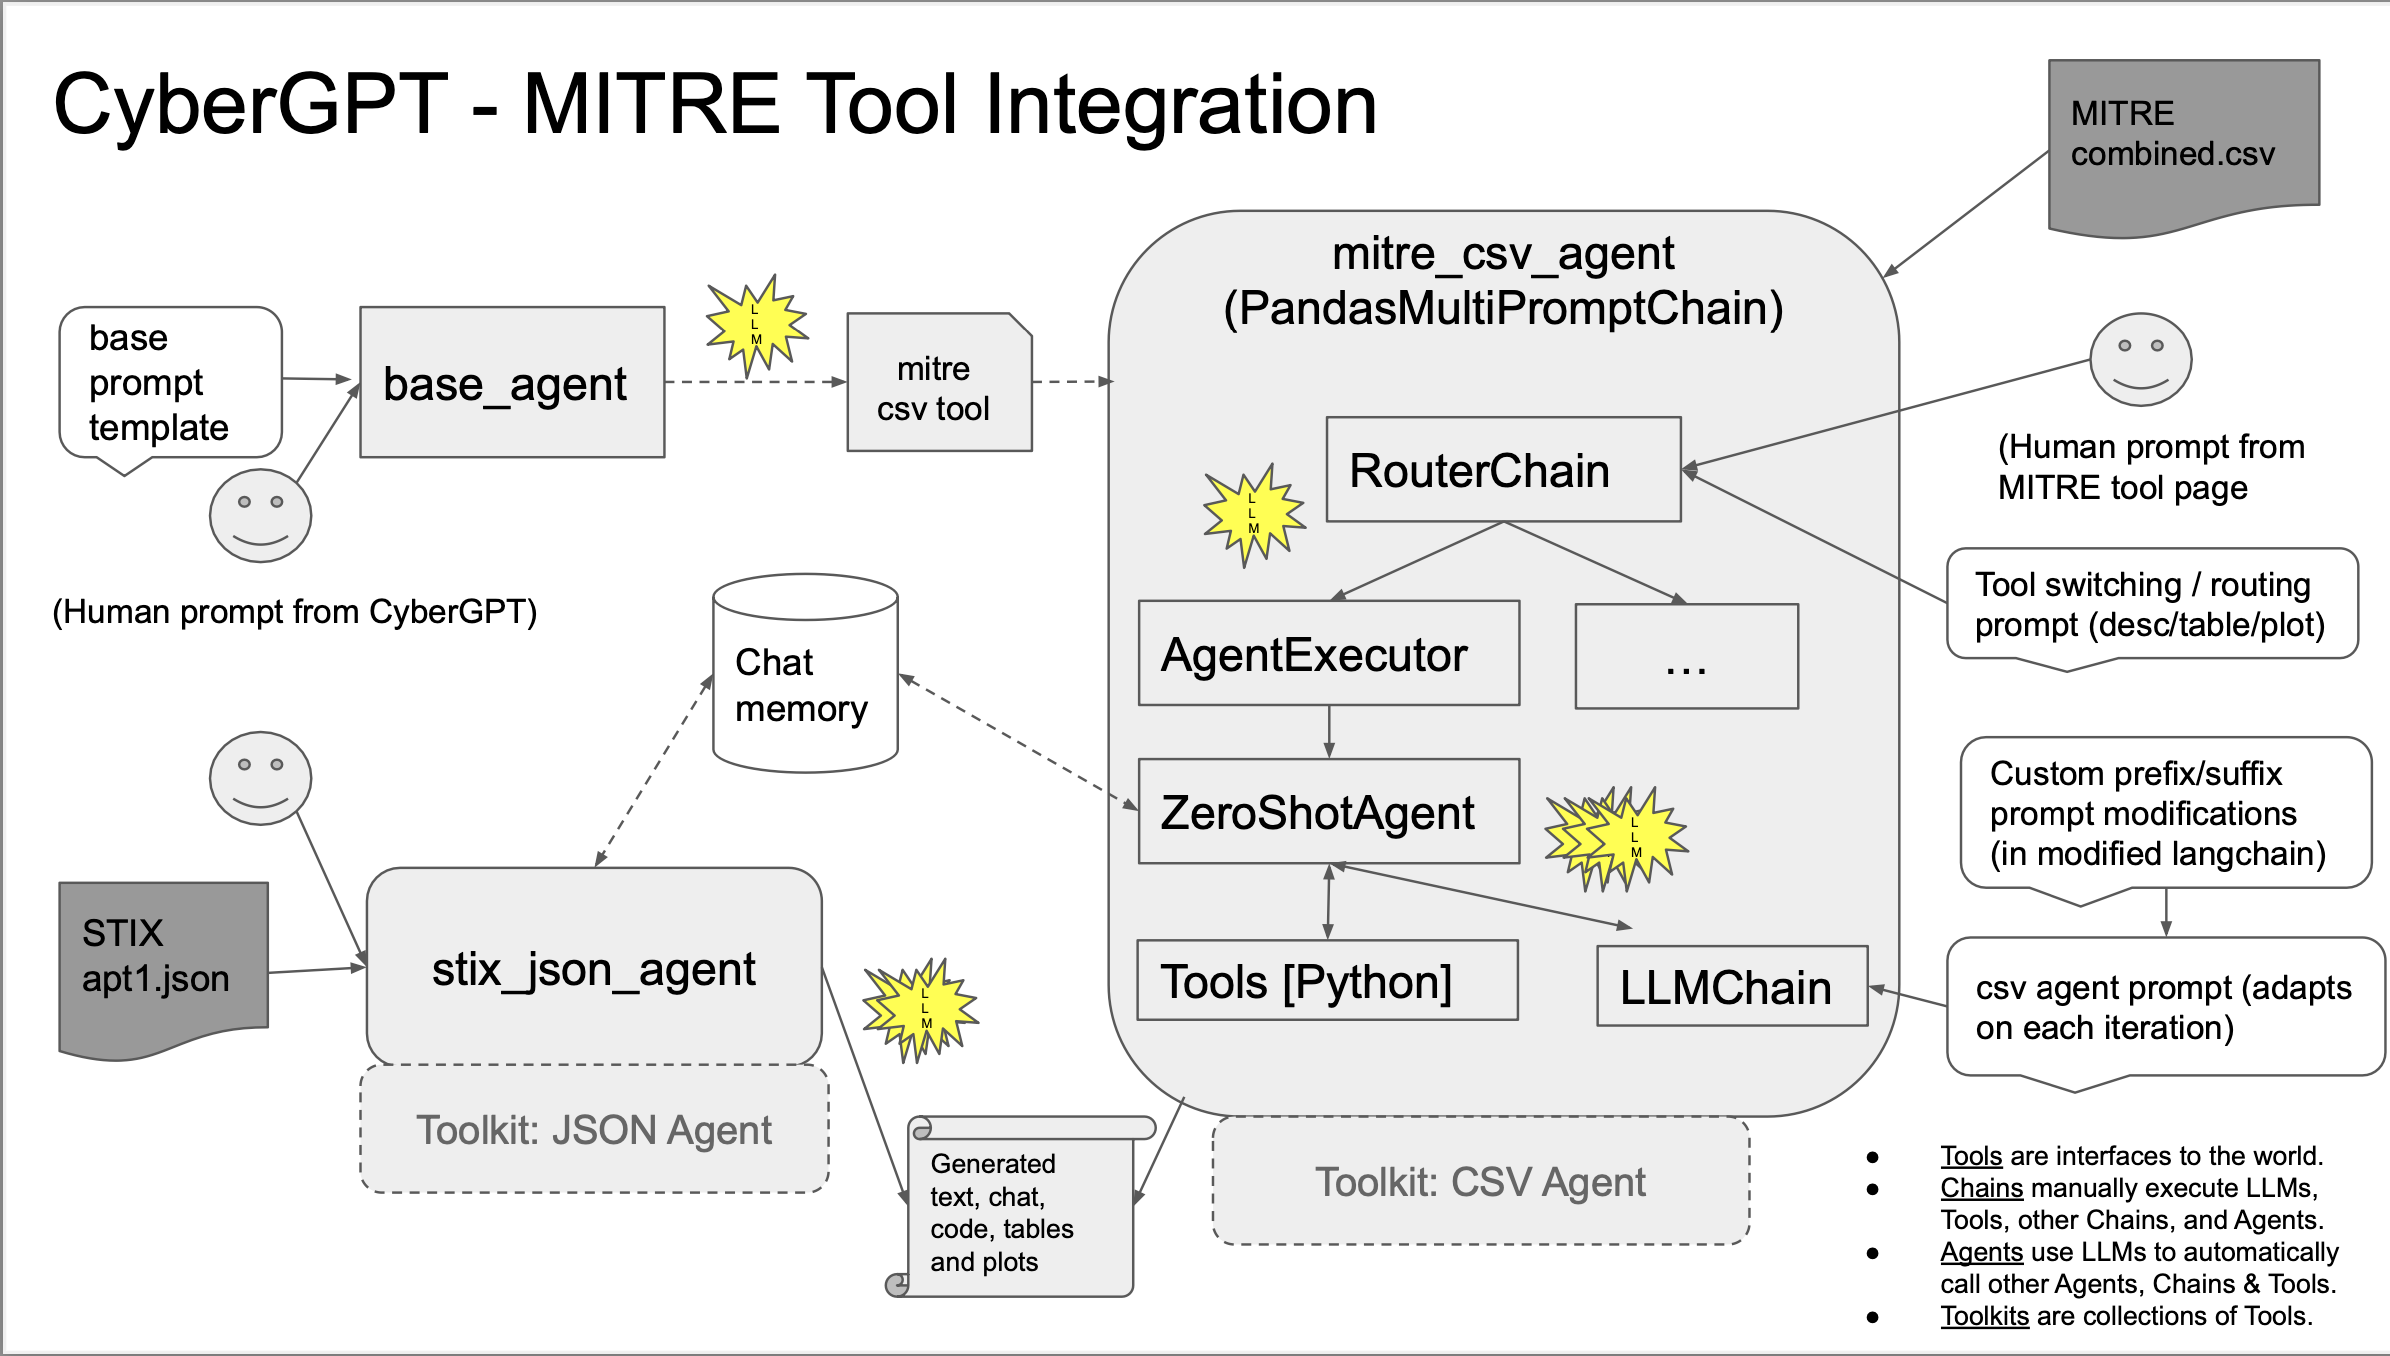 CyberGPT - MITRE Tool Integration
MITRE
combined.csv
mitre_csv_agent
(PandasMultiPromptChain)
base
prompt
template
base_agent
L
L
M
mitre
csv tool
(Human prompt from CyberGPT)
RouterChain
L
L
M
(Human prompt from
MITRE tool page
Tool switching / routing
prompt (desc/table/plot)
AgentExecutor
...
Chat
memory
ZeroShotAgent
L
L
M
Custom prefix/suffix
prompt modifications
(in modified langchain)
STIX
apt1.json
stix_json_agent
L
L
M
Tools [Python]
LLMChain
csv agent prompt (adapts
on each iteration)
Toolkit: JSON Agent
Generated
text, chat,
code, tables
and plots
Toolkit: CSV Agent
● Tools are interfaces to the world.
● Chains manually execute LLMs,
Tools, other Chains, and Agents.
● Agents use LLMs to automatically
call other Agents, Chains & Tools.
● Toolkits are collections of Tools.